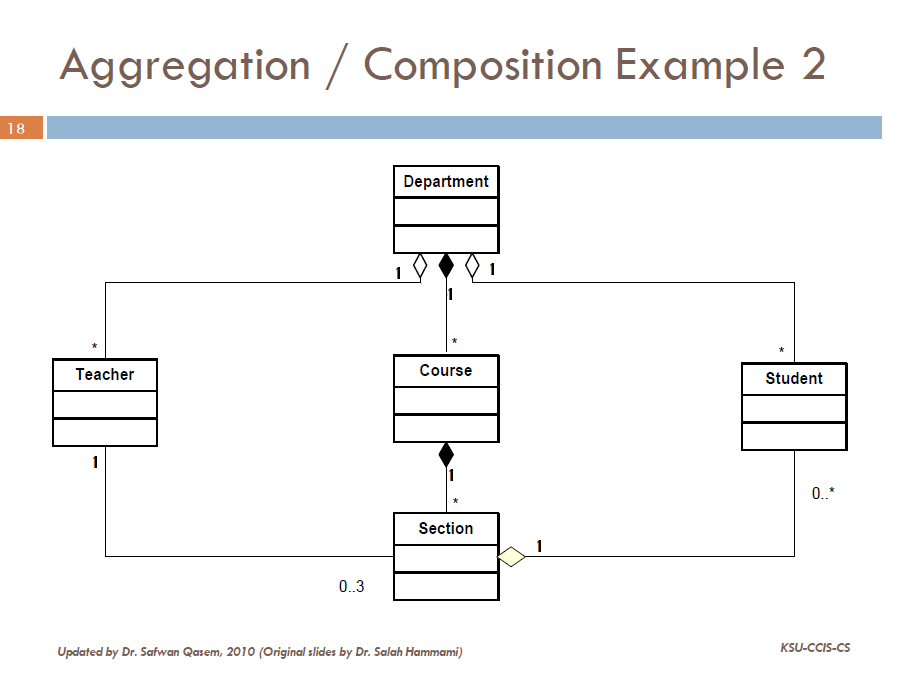 Aggregation / Composition Example 2
18
Department
1
1
1
*
*
*
Teacher
Course
Student
1
1
0..*
*
Section
1
0..3
Updated by Dr. Safwan Qasem, 2010 (Original slides by Dr. Salah Hammami)
KSU-CCIS-CS